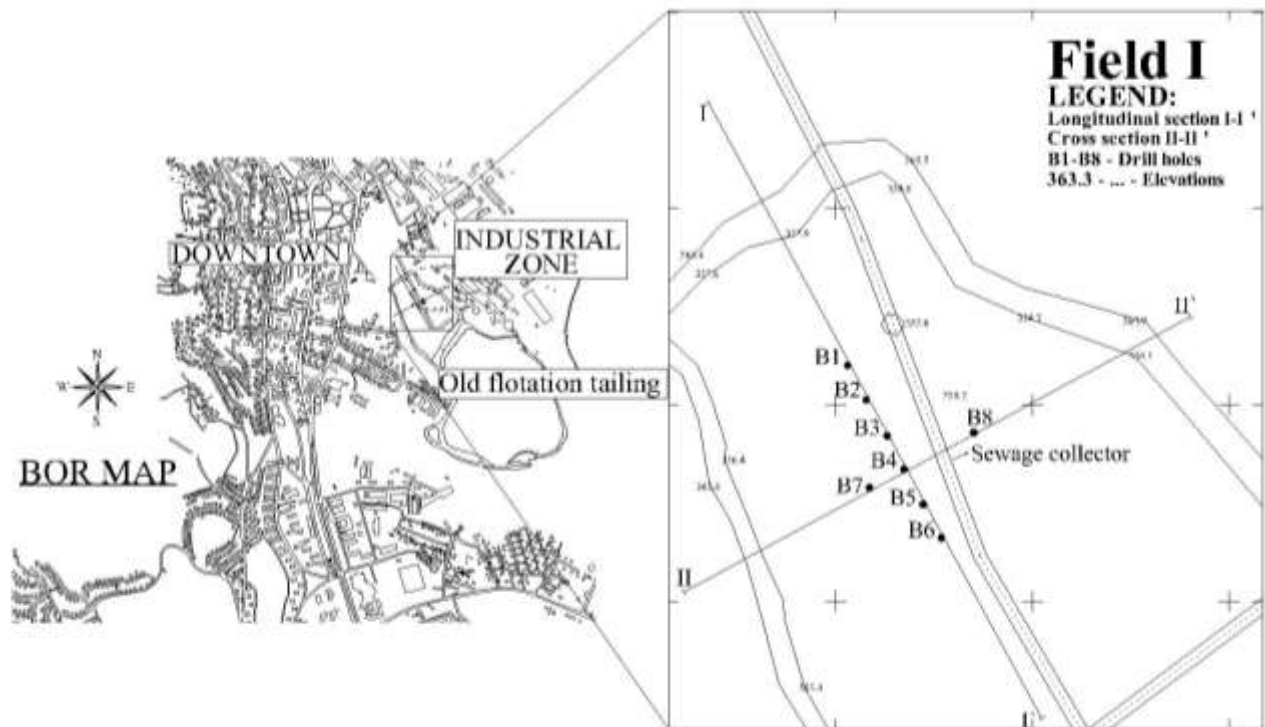 DOWNTOWN
INDUSTRIAL
ZONE
Old flotation tailing
N
W
E
S
BOR MAP
Field I
LEGEND:
Longitudinal section I-I '
Cross section II-II '
B1-B8 - Drill holes
363.3 - ... - Elevations
I
II`
B1
B2
B3
B8
B4
Sewage collector
B7
B5
B6
II
I`